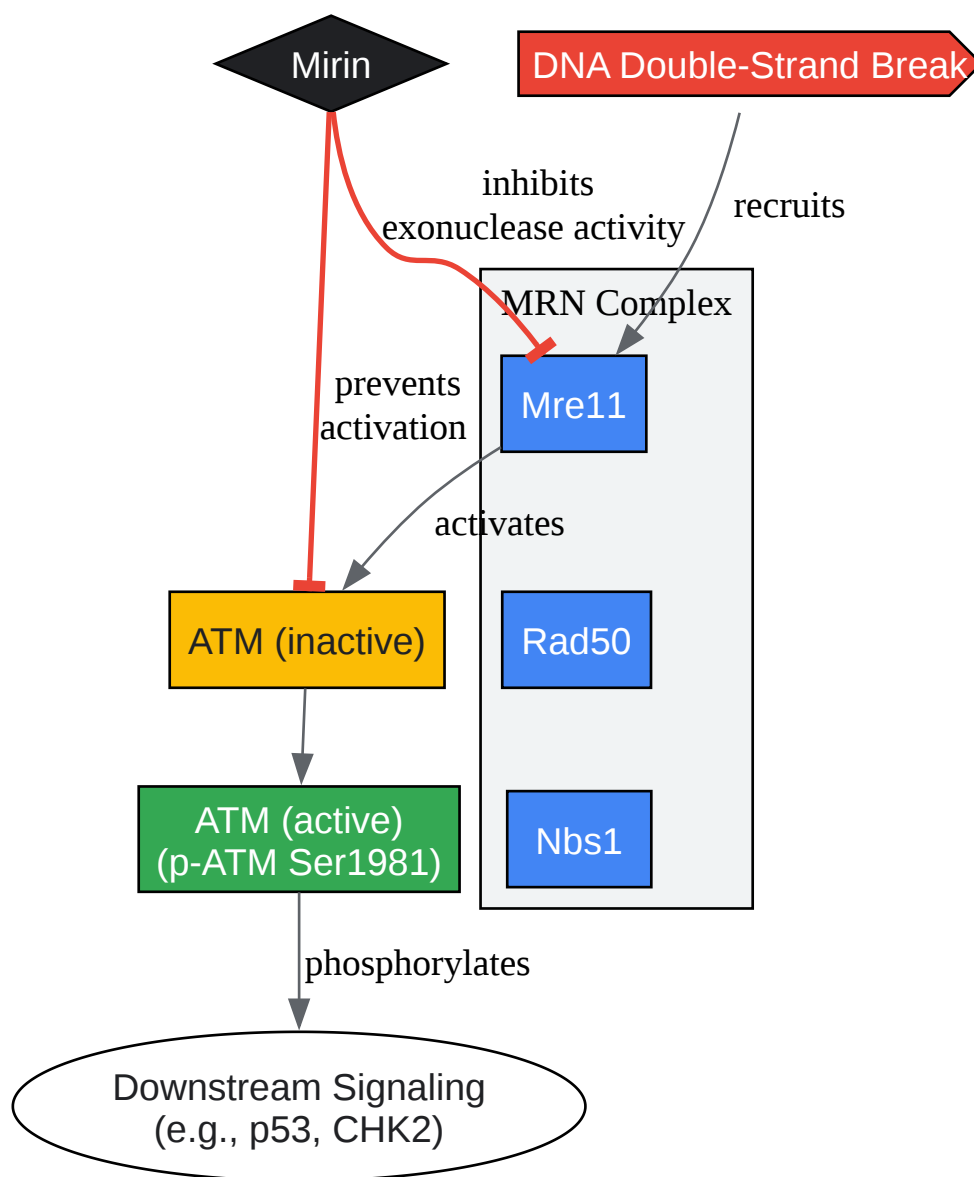 Mirin
DNA Double-Strand Break
inhibits
exonuclease activity
recruits
MRN Complex
prevents
activation
Mre11
activates
ATM (inactive)
Rad50
ATM (active)
(p-ATM Ser1981)
Nbs1
phosphorylates
Downstream Signaling
(e.g., p53, CHK2)